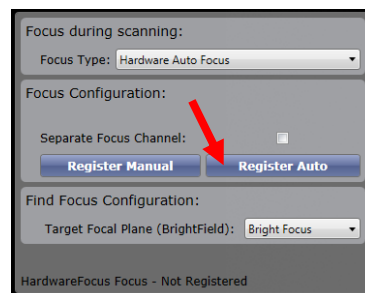 Focus during scanning:
Focus Type: Hardware Auto Focus
Focus Configuration:
Separate Focus Channel:
Register Manual Register Auto
Find Focus Configuration:
Target Focal Plane (BrightField): Bright Focus
HardwareFocus Focus - Not Registered